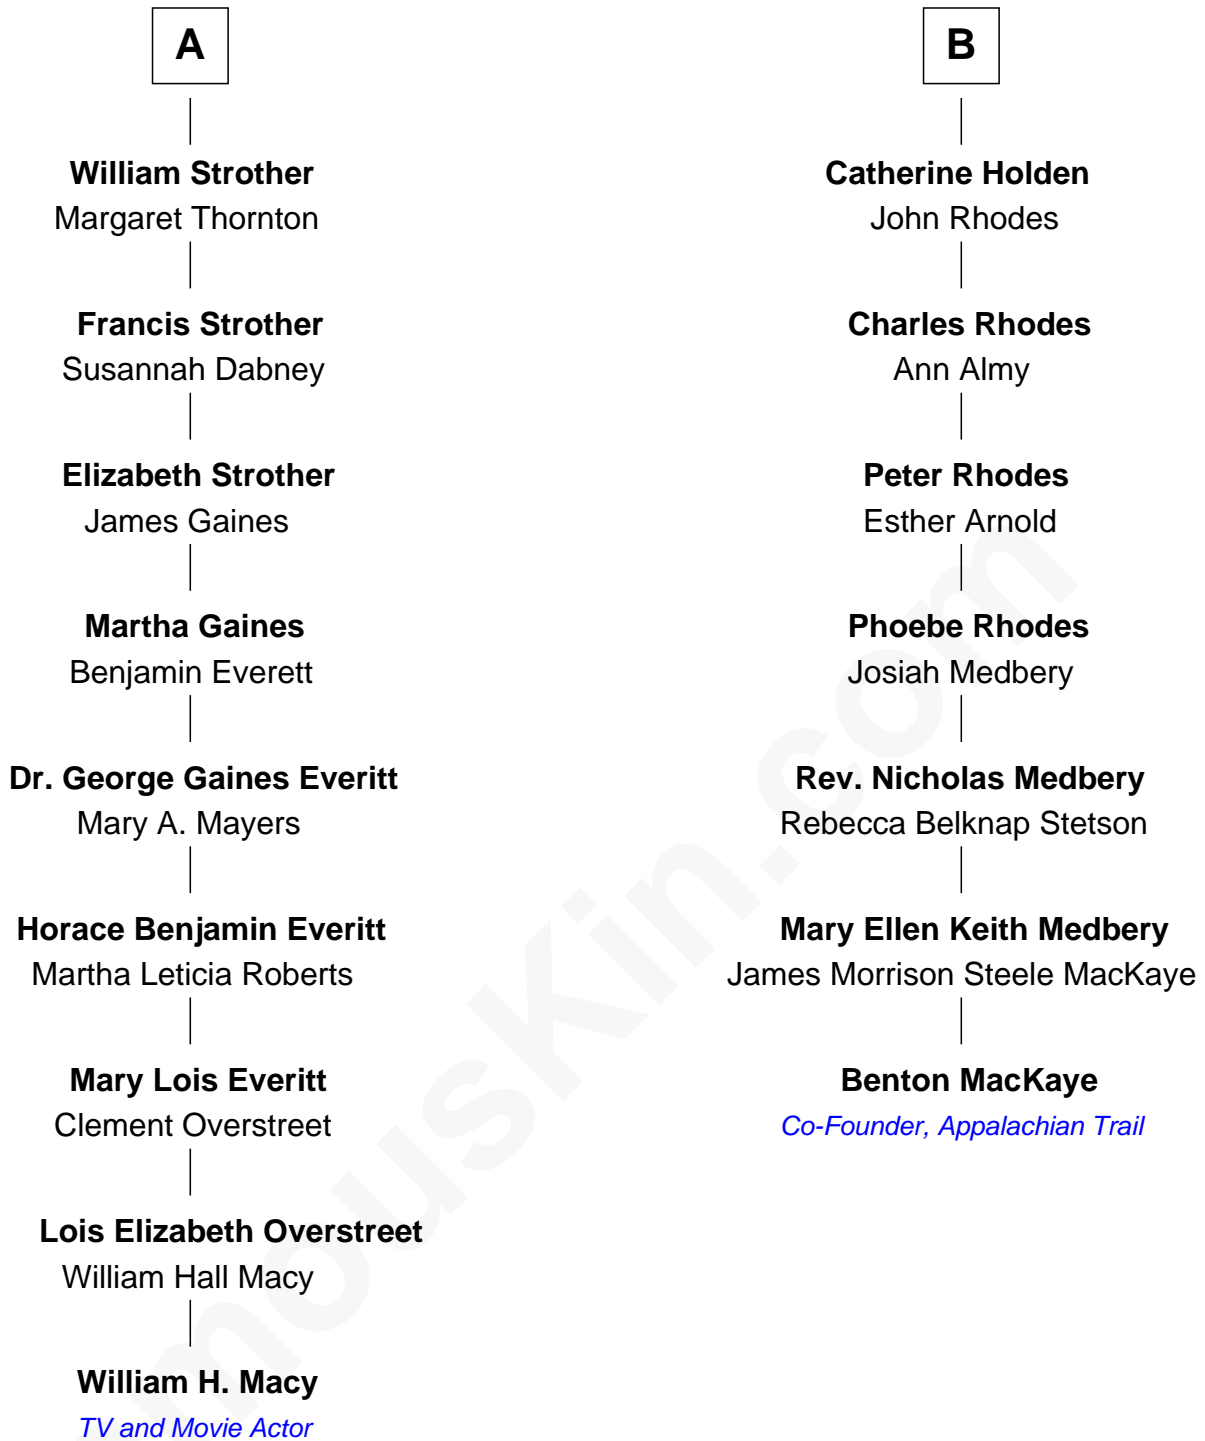 A
William Strother
Margaret Thornton
Francis Strother
Susannah Dabney
Elizabeth Strother
James Gaines
Martha Gaines
Benjamin Everett
Dr. George Gaines Everitt
Mary A. Mayers
Horace Benjamin Everitt
Martha Leticia Roberts
Mary Lois Everitt
Clement Overstreet
Lois Elizabeth Overstreet
William Hall Macy
William H. Macy
TV and Movie Actor
B
Catherine Holden
John Rhodes
Charles Rhodes
Ann Almy
Peter Rhodes
Esther Arnold
Phoebe Rhodes
Josiah Medbery
Rev. Nicholas Medbery
Rebecca Belknap Stetson
Mary Ellen Keith Medbery
James Morrison Steele MacKaye
Benton MacKaye
Co-Founder, Appalachian Trail
mousKin.com